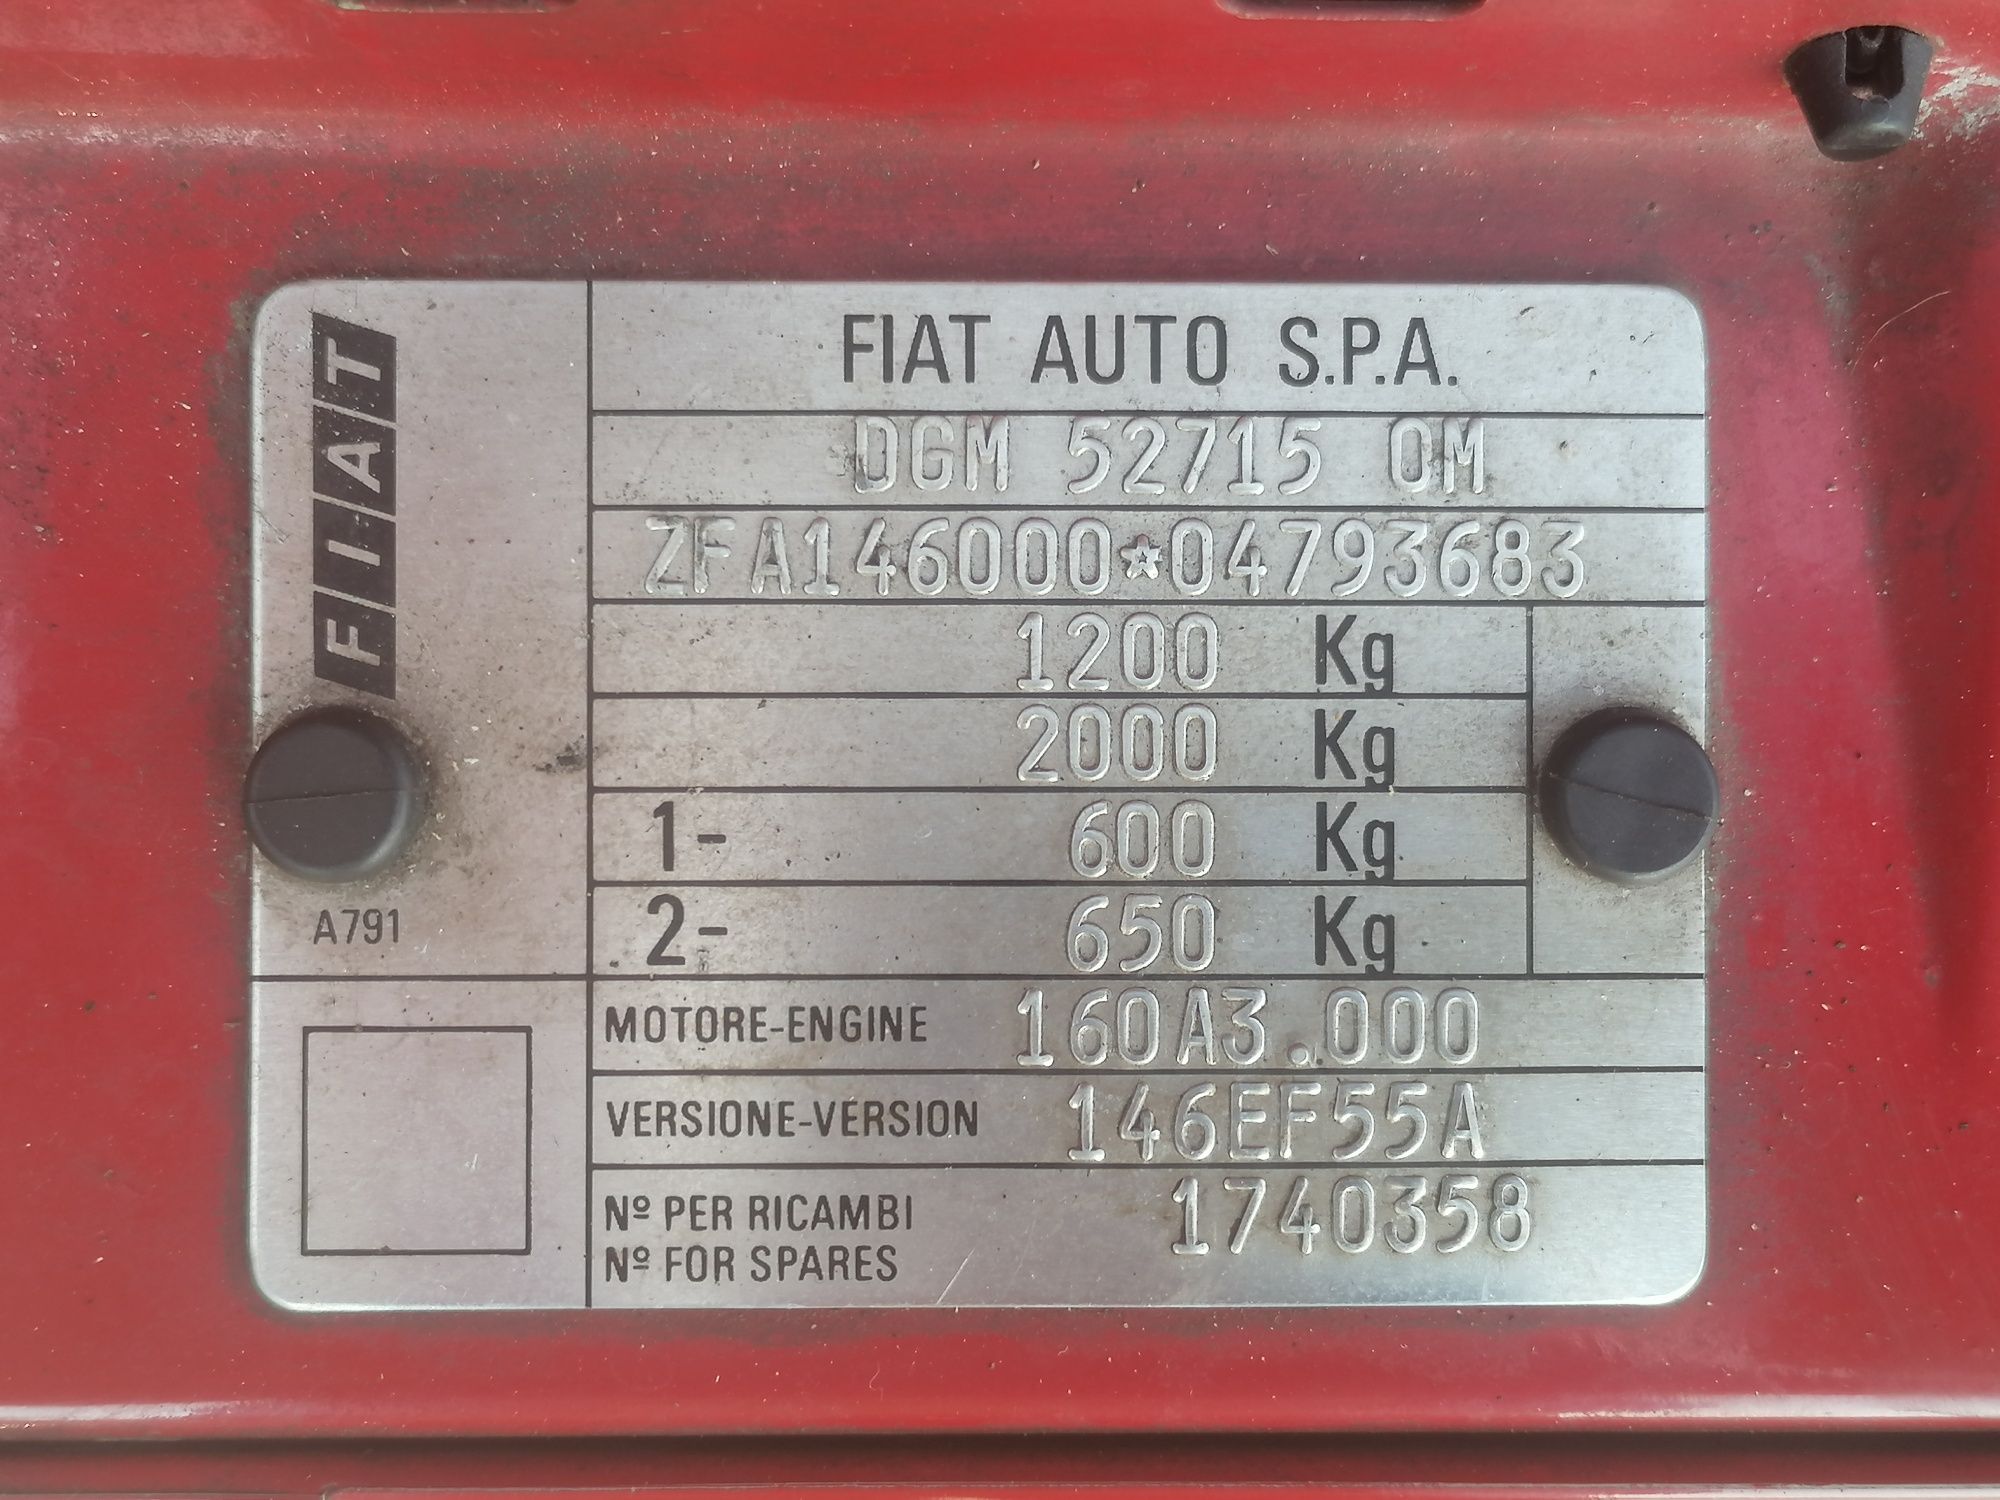 FIAT
A791
FIAT AUTO S.P.A.
DGM 52715 OM
ZFA146000☆04793683
1200 Kg
2000 Kg
1- 600 Kg
2- 650 Kg
MOTORE-ENGINE 160A3.000
VERSIONE-VERSION 146EF55A
Nº PER RICAMBI 1740358
Nº FOR SPARES